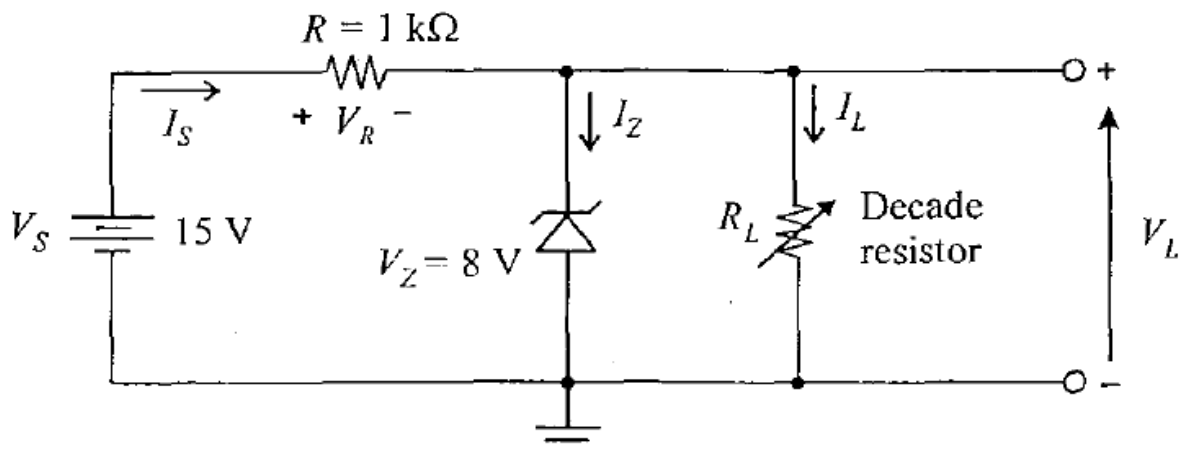 R = 1 kΩ
+ V_R −
I_S
I_Z
I_L
+
V_S
15 V
V_Z = 8 V
R_L
Decade
resistor
V_L
−